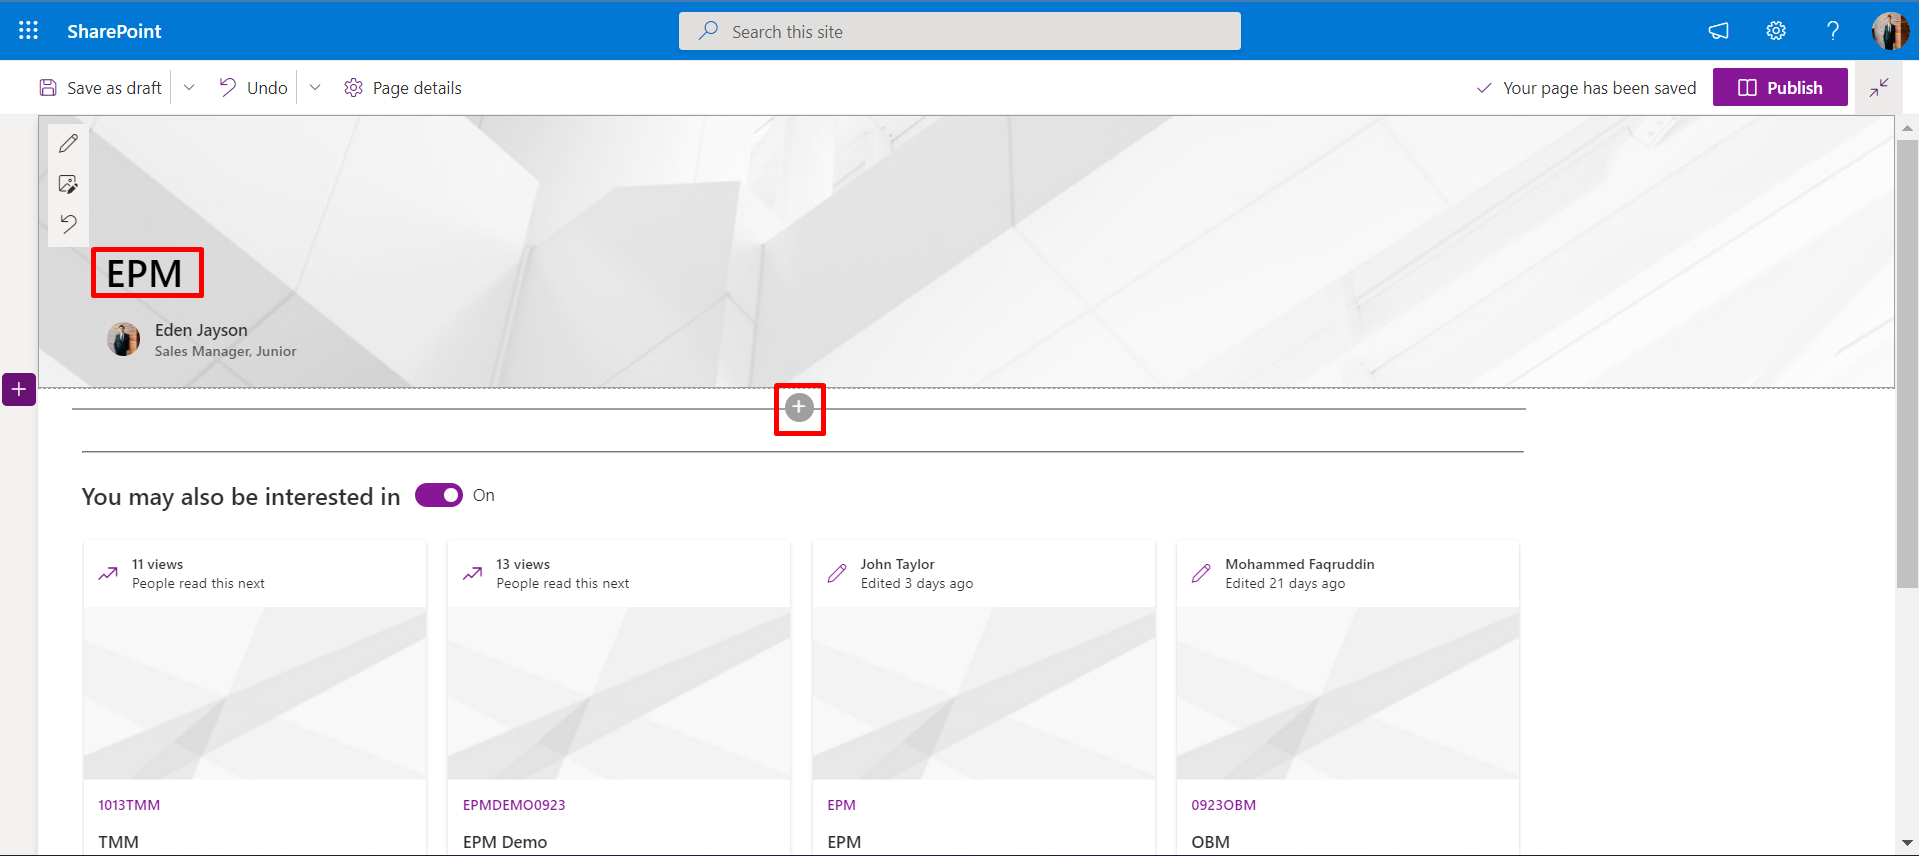 SharePoint
Search this site
Save as draft
Undo
Page details
Your page has been saved
Publish
EPM
Eden Jayson
Sales Manager, Junior
You may also be interested in
On
11 views
People read this next
1013TMM
TMM
13 views
People read this next
EPMDEMO0923
EPM Demo
John Taylor
Edited 3 days ago
EPM
EPM
Mohammed Faqruddin
Edited 21 days ago
0923OBM
OBM